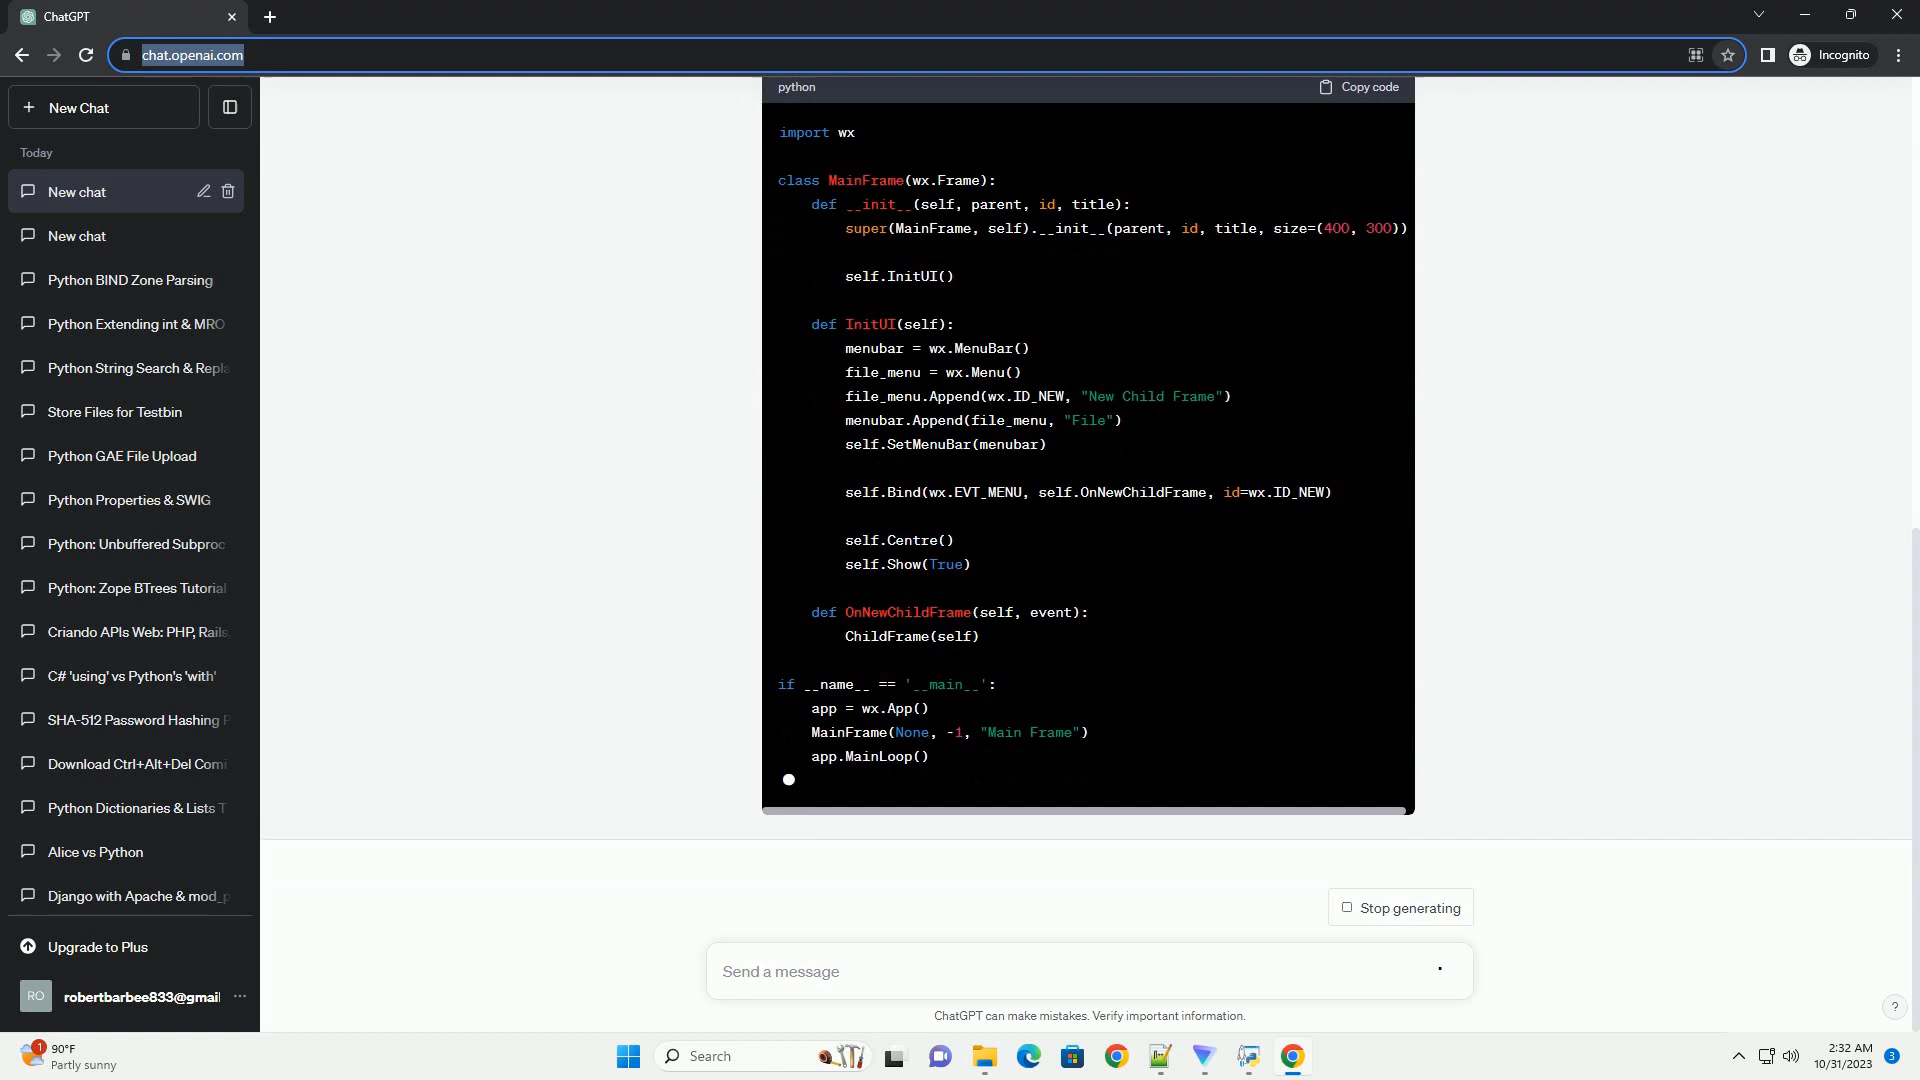 ChatGPT
chat.openai.com
Incognito
New Chat
Today
New chat
New chat
Python BIND Zone Parsing
Python Extending int & MRO
Python String Search & Repla
Store Files for Testbin
Python GAE File Upload
Python Properties & SWIG
Python: Unbuffered Subproc
Python: Zope BTrees Tutorial
Criando APIs Web: PHP, Rails,
C# 'using' vs Python's 'with'
SHA-512 Password Hashing P
Download Ctrl+Alt+Del Comi
Python Dictionaries & Lists T
Alice vs Python
Django with Apache & mod_p
Upgrade to Plus
RO
robertbarbee833@gmail
python
Copy code
import wx
class MainFrame(wx.Frame):
def __init__(self, parent, id, title):
super(MainFrame, self).__init__(parent, id, title, size=(400, 300))
self.InitUI()
def InitUI(self):
menubar = wx.MenuBar()
file_menu = wx.Menu()
file_menu.Append(wx.ID_NEW, "New Child Frame")
menubar.Append(file_menu, "File")
self.SetMenuBar(menubar)
self.Bind(wx.EVT_MENU, self.OnNewChildFrame, id=wx.ID_NEW)
self.Centre()
self.Show(True)
def OnNewChildFrame(self, event):
ChildFrame(self)
if __name__ == '__main__':
app = wx.App()
MainFrame(None, -1, "Main Frame")
app.MainLoop()
Stop generating
Send a message
ChatGPT can make mistakes. Verify important information.
?
1
90°F
Partly sunny
Search
2:32 AM
10/31/2023
3